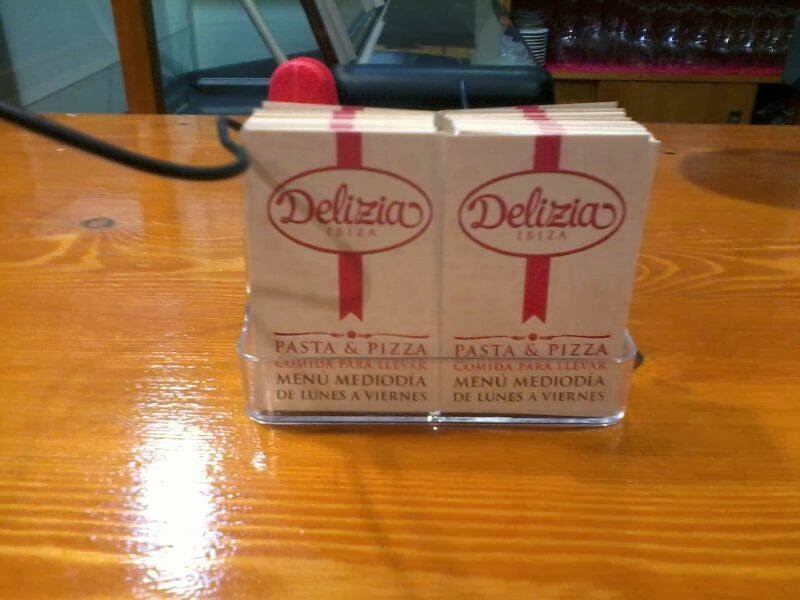 Delizia
IBIZA
PASTA & PIZZA
COMIDA PARA LLEVAR
MENÚ MEDIODÍA
DE LUNES A VIERNES
Delizia
IBIZA
PASTA & PIZZA
COMIDA PARA LLEVAR
MENÚ MEDIODÍA
DE LUNES A VIERNES